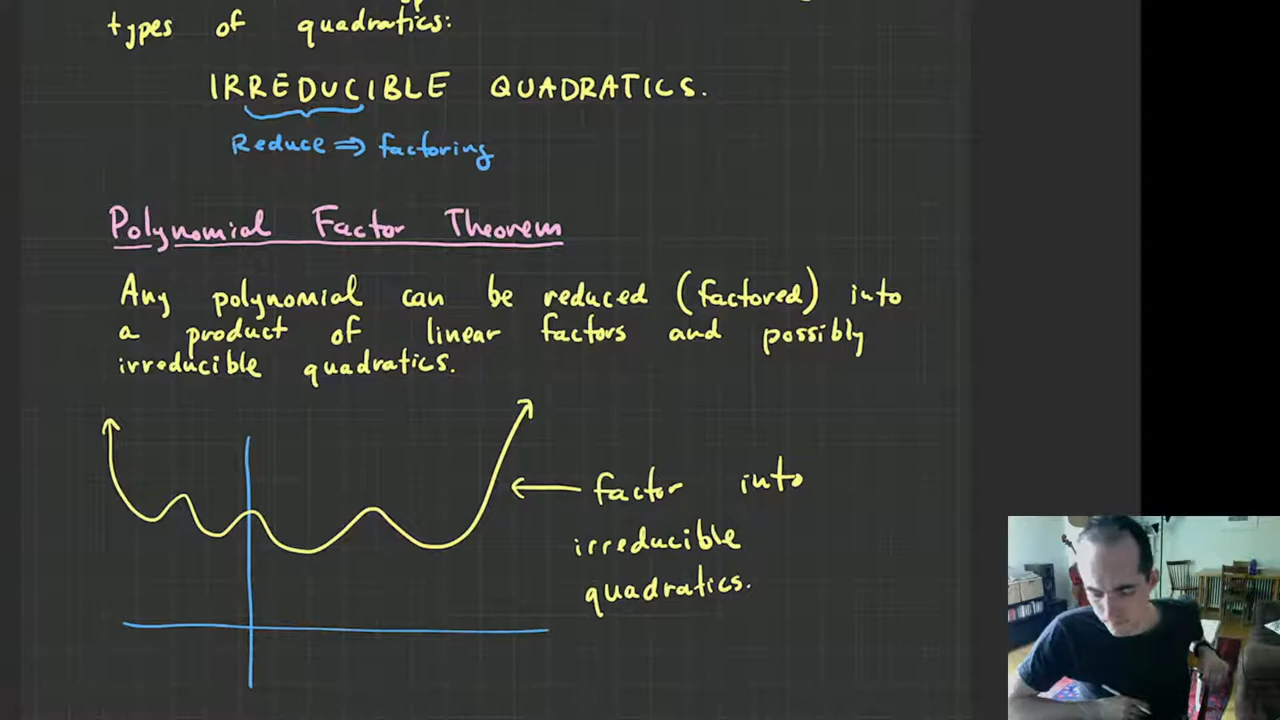 types of quadratics:
IRREDUCIBLE QUADRATICS.
Reduce ⇒ factoring
Polynomial Factor Theorem
Any polynomial can be reduced (factored) into
a product of linear factors and possibly
irreducible quadratics.
factor into
irreducible
quadratics.